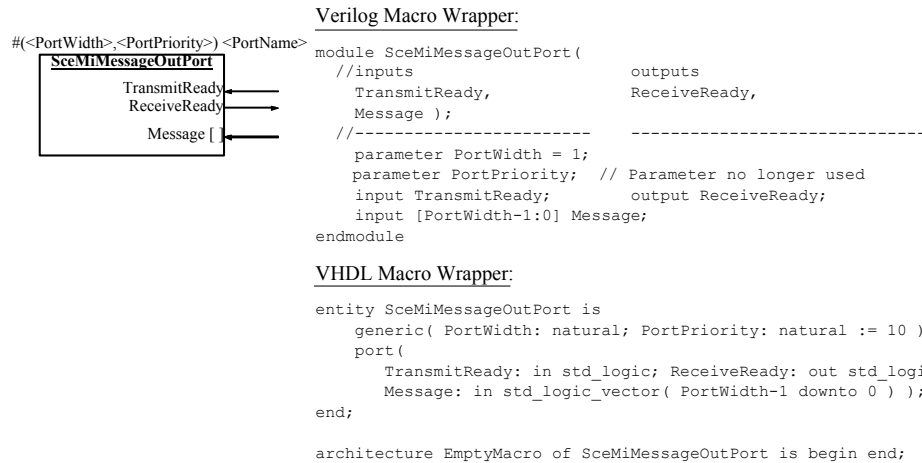 Verilog Macro Wrapper:
#(<PortWidth>,<PortPriority>) <PortName>
SceMiMessageOutPort
TransmitReady
ReceiveReady
Message [ ]
module SceMiMessageOutPort(
//inputs outputs
TransmitReady, ReceiveReady,
Message );
//------------------------ ------------------------------
parameter PortWidth = 1;
parameter PortPriority; // Parameter no longer used
input TransmitReady; output ReceiveReady;
input [PortWidth-1:0] Message;
endmodule
VHDL Macro Wrapper:
entity SceMiMessageOutPort is
generic( PortWidth: natural; PortPriority: natural := 10 )
port(
TransmitReady: in std_logic; ReceiveReady: out std_logi
Message: in std_logic_vector( PortWidth-1 downto 0 ) );
end;
architecture EmptyMacro of SceMiMessageOutPort is begin end;